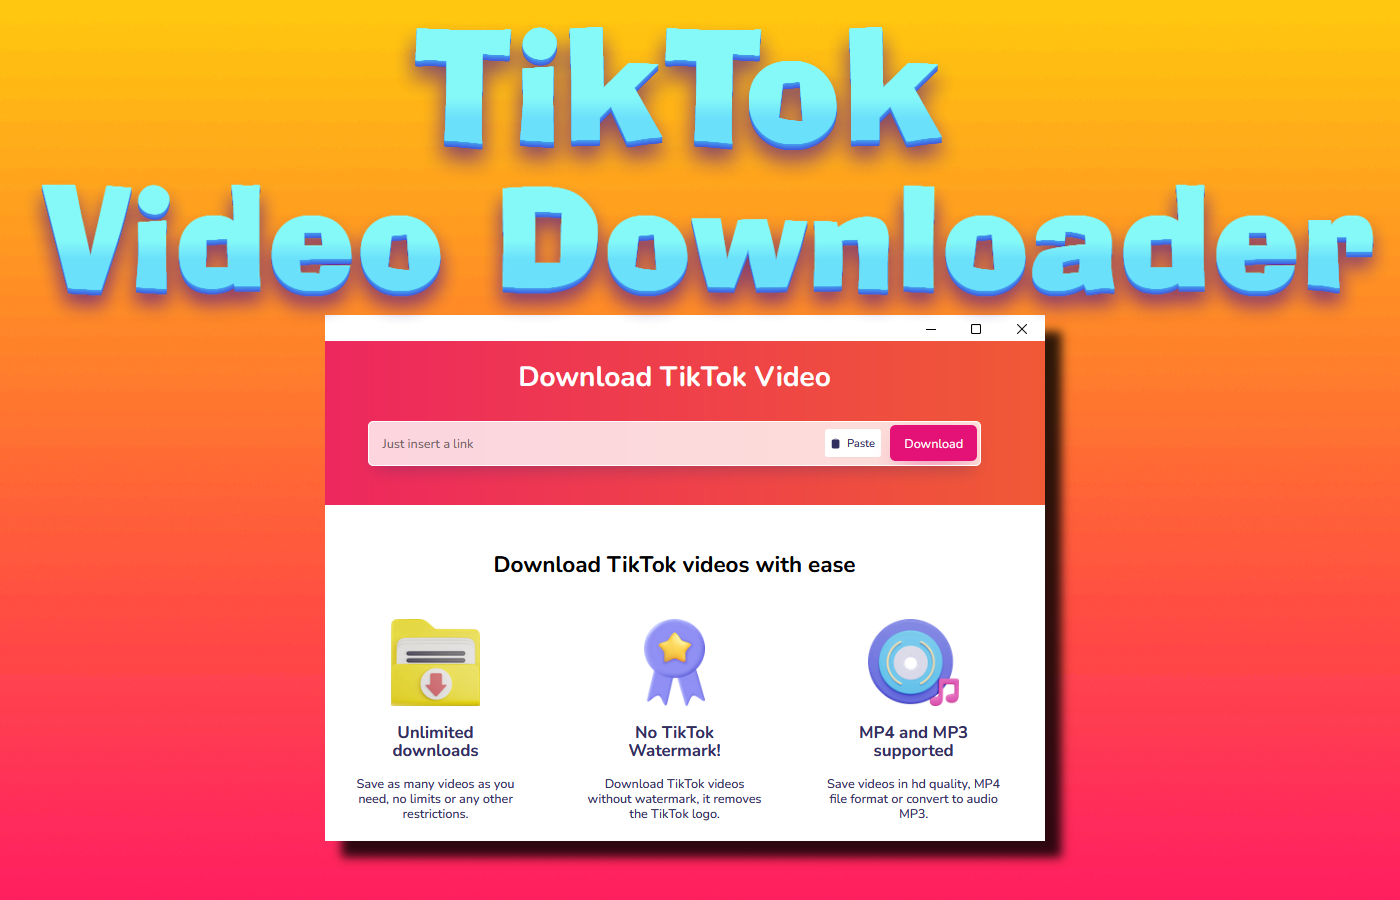 TikTok
Video Downloader
Download TikTok Video
Just insert a link
Paste
Download
Download TikTok videos with ease
Unlimited
downloads
Save as many videos as you
need, no limits or any other
restrictions.
No TikTok
Watermark!
Download TikTok videos
without watermark, it removes
the TikTok logo.
MP4 and MP3
supported
Save videos in hd quality, MP4
file format or convert to audio
MP3.